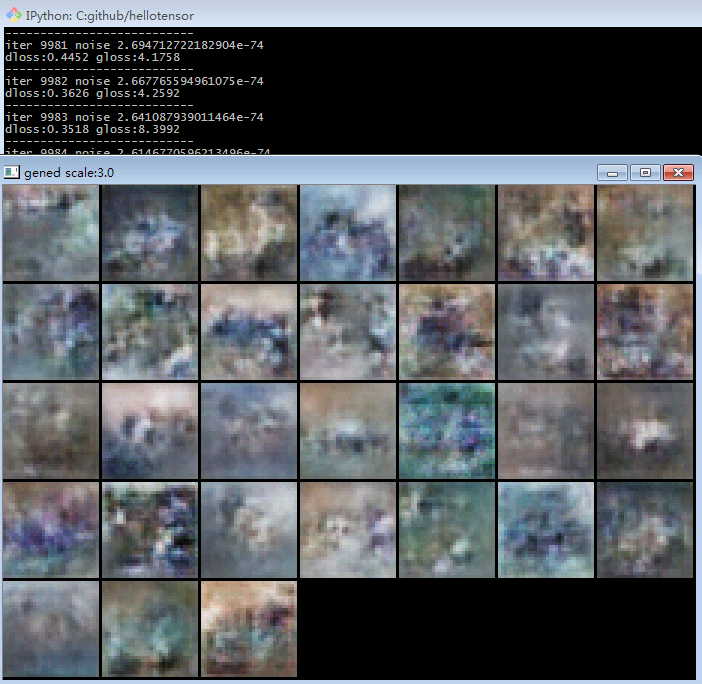 IPython: C:github/hellotensor
--------------------------
iter 9981 noise 2.694712722182904e-74
dloss:0.4452 gloss:4.1758
--------------------------
iter 9982 noise 2.667765594961075e-74
dloss:0.3626 gloss:4.2592
--------------------------
iter 9983 noise 2.641087939011464e-74
dloss:0.3518 gloss:8.3992
--------------------------
iter 9984 noise 2.6146770596213496e-74
gened scale:3.0